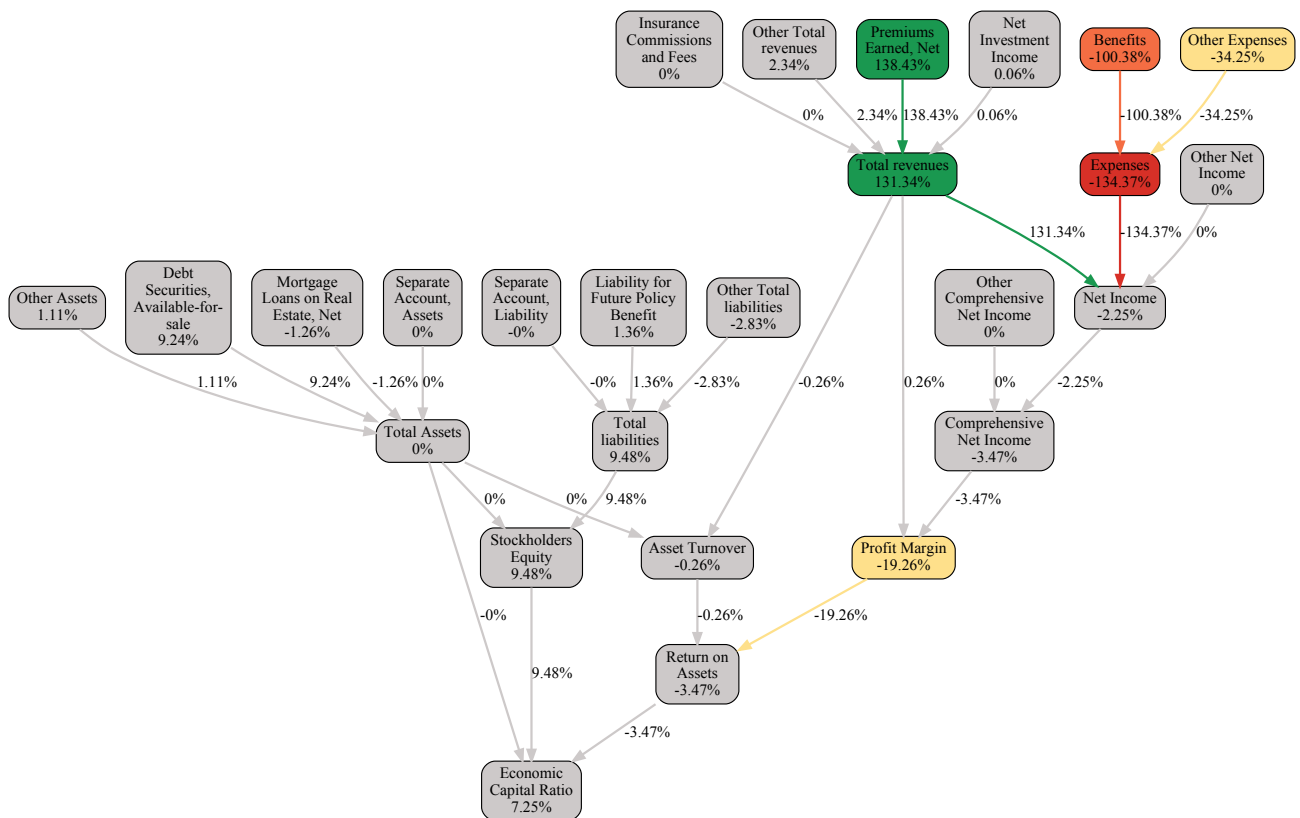 Insurance
Commissions
and Fees
0%
Other Total
revenues
2.34%
Premiums
Earned, Net
138.43%
Net
Investment
Income
0.06%
Benefits
-100.38%
Other Expenses
-34.25%
0%
2.34%
138.43%
0.06%
-100.38%
-34.25%
Total revenues
131.34%
Expenses
-134.37%
Other Net
Income
0%
131.34%
-134.37%
0%
Other Assets
1.11%
Debt
Securities,
Available-for-
sale
9.24%
Mortgage
Loans on Real
Estate, Net
-1.26%
Separate
Account,
Assets
0%
Separate
Account,
Liability
-0%
Liability for
Future Policy
Benefit
1.36%
Other Total
liabilities
-2.83%
Other
Comprehensive
Net Income
0%
Net Income
-2.25%
1.11%
9.24%
-1.26%
0%
-0%
1.36%
-2.83%
-0.26%
0.26%
0%
-2.25%
Total Assets
0%
Total
liabilities
9.48%
Comprehensive
Net Income
-3.47%
0%
9.48%
0%
-3.47%
Stockholders
Equity
9.48%
Asset Turnover
-0.26%
Profit Margin
-19.26%
-0%
-0.26%
-19.26%
9.48%
Return on
Assets
-3.47%
-3.47%
Economic
Capital Ratio
7.25%